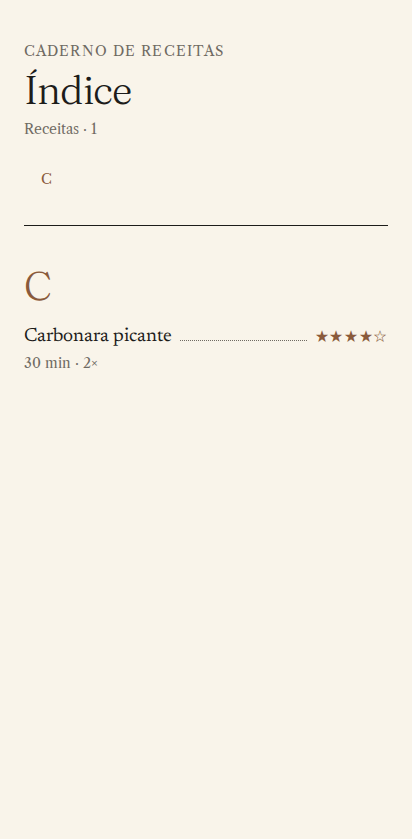 CADERNO DE RECEITAS
Índice
Receitas · 1
C
C
Carbonara picante ★★★★☆
30 min · 2×